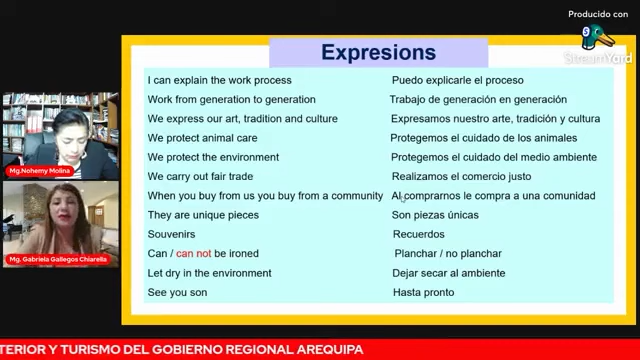 Producido con
StreamYard
Expresions
I can explain the work process Puedo explicarle el proceso
Work from generation to generation Trabajo de generación en generación
We express our art, tradition and culture Expresamos nuestro arte, tradición y cultura
We protect animal care Protegemos el cuidado de los animales
We protect the environment Protegemos el cuidado del medio ambiente
We carry out fair trade Realizamos el comercio justo
When you buy from us you buy from a community Al comprarnos le compra a una comunidad
They are unique pieces Son piezas únicas
Souvenirs Recuerdos
Can / can not be ironed Planchar / no planchar
Let dry in the environment Dejar secar al ambiente
See you son Hasta pronto
Mg.Nohemy Molina
Mg. Gabriela Gallegos Chiarella
TERIOR Y TURISMO DEL GOBIERNO REGIONAL AREQUIPA